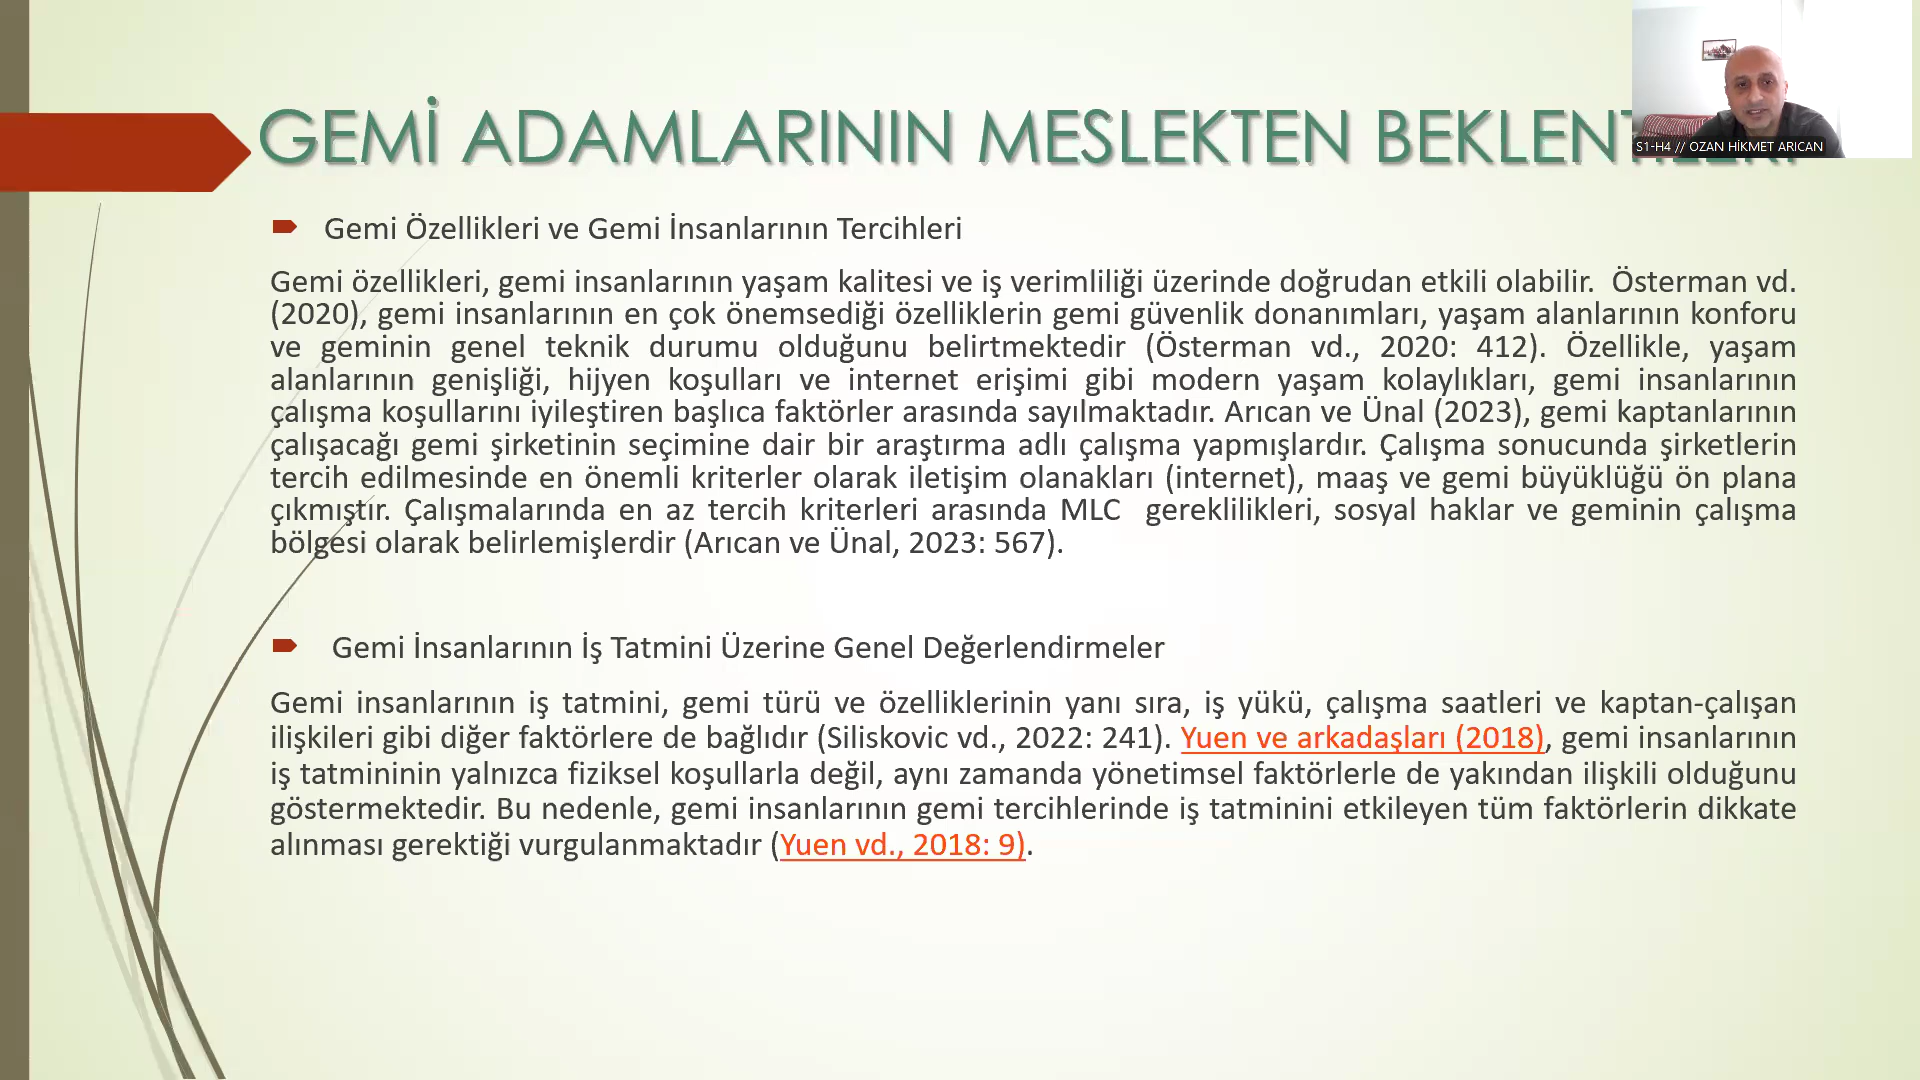 GEMİ ADAMLARININ MESLEKTEN
S1-H4 // OZAN HİKMET ARICAN
Gemi Özellikleri ve Gemi İnsanlarının Tercihleri
Gemi özellikleri, gemi insanlarının yaşam kalitesi ve iş verimliliği üzerinde doğrudan etkili olabilir. Österman vd.
(2020), gemi insanlarının en çok önemsediği özelliklerin gemi güvenlik donanımları, yaşam alanlarının konforu
ve geminin genel teknik durumu olduğunu belirtmektedir (Österman vd., 2020: 412). Özellikle, yaşam
alanlarının genişliği, hijyen koşulları ve internet erişimi gibi modern yaşam kolaylıkları, gemi insanlarının
çalışma koşullarını iyileştiren başlıca faktörler arasında sayılmaktadır. Arıcan ve Ünal (2023), gemi kaptanlarının
çalışacağı gemi şirketinin seçimine dair bir araştırma adlı çalışma yapmışlardır. Çalışma sonucunda şirketlerin
tercih edilmesinde en önemli kriterler olarak iletişim olanakları (internet), maaş ve gemi büyüklüğü ön plana
çıkmıştır. Çalışmalarında en az tercih kriterleri arasında MLC gereklilikleri, sosyal haklar ve geminin çalışma
bölgesi olarak belirlemişlerdir (Arıcan ve Ünal, 2023: 567).
Gemi İnsanlarının İş Tatmini Üzerine Genel Değerlendirmeler
Gemi insanlarının iş tatmini, gemi türü ve özelliklerinin yanı sıra, iş yükü, çalışma saatleri ve kaptan-çalışan
ilişkileri gibi diğer faktörlere de bağlıdır (Siliskovic vd., 2022: 241). Yuen ve arkadaşları (2018), gemi insanlarının
iş tatmininin yalnızca fiziksel koşullarla değil, aynı zamanda yönetimsel faktörlerle de yakından ilişkili olduğunu
göstermektedir. Bu nedenle, gemi insanlarının gemi tercihlerinde iş tatminini etkileyen tüm faktörlerin dikkate
alınması gerektiği vurgulanmaktadır (Yuen vd., 2018: 9).